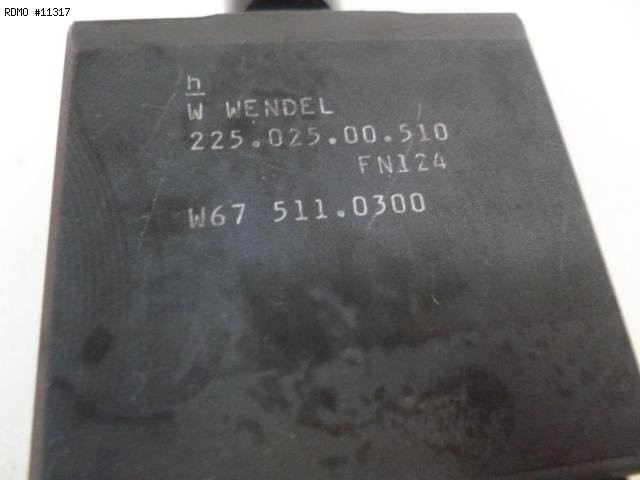 RDMO #11317
h
W WENDEL
225.025.00.510
FN124
W67 511.0300